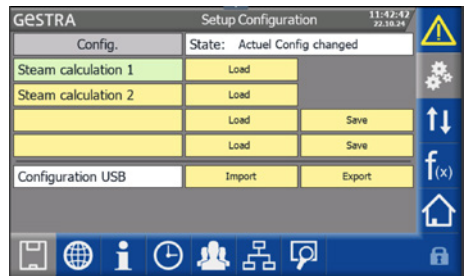 GESTRA Setup Configuration 11:42:42
22.10.24
Config. State: Actuel Config changed
Steam calculation 1 Load
Steam calculation 2 Load
Load Save
Load Save
Configuration USB Import Export
f(x)